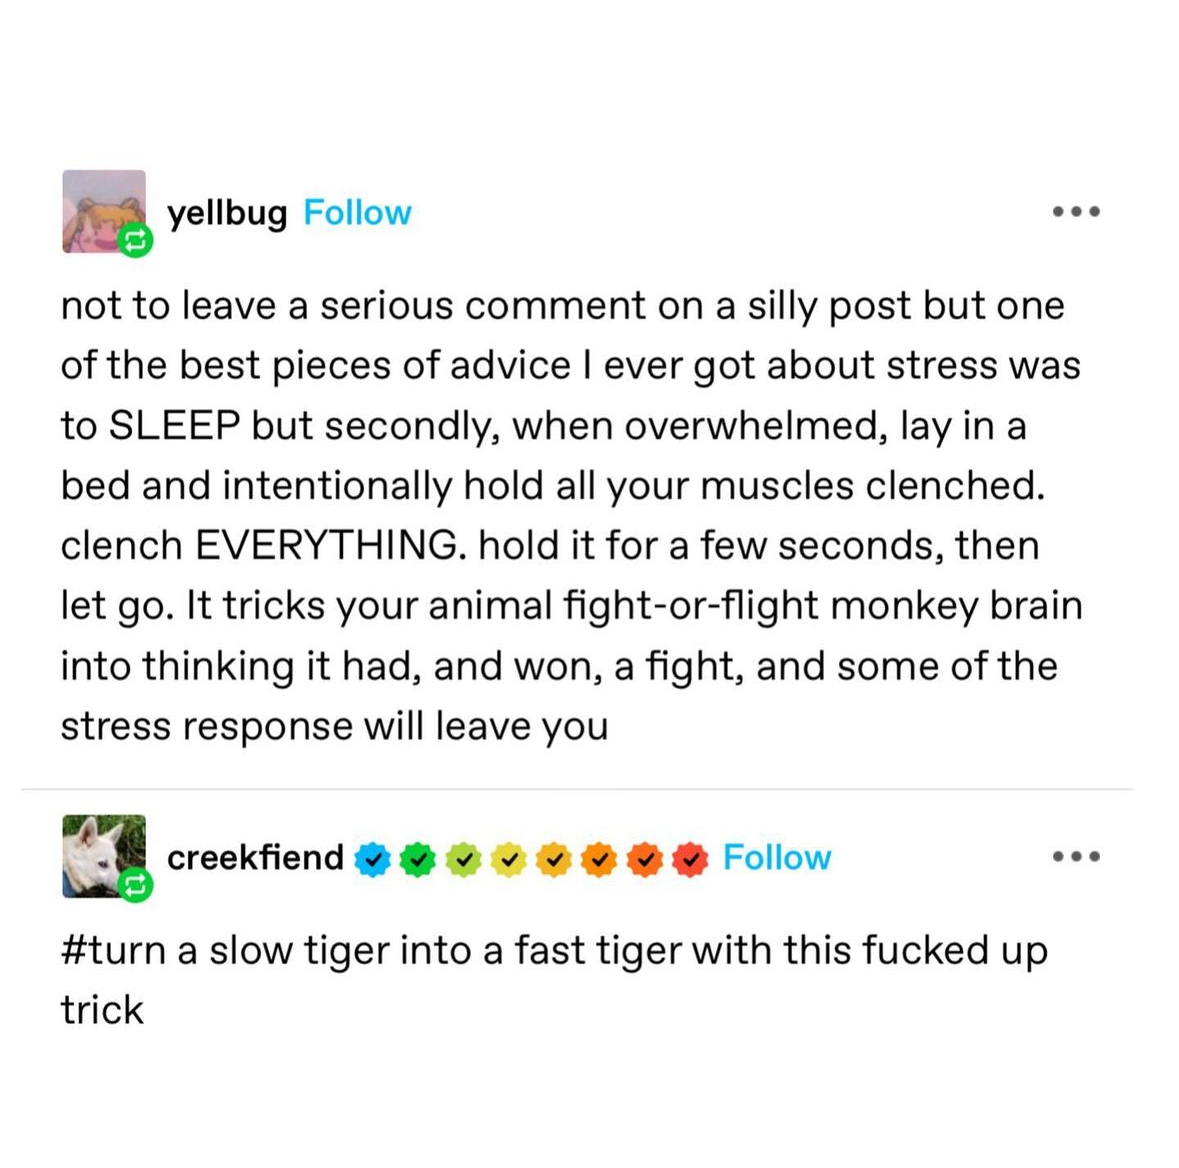 yellbug Follow
not to leave a serious comment on a silly post but one
of the best pieces of advice I ever got about stress was
to SLEEP but secondly, when overwhelmed, lay in a
bed and intentionally hold all your muscles clenched.
clench EVERYTHING. hold it for a few seconds, then
let go. It tricks your animal fight-or-flight monkey brain
into thinking it had, and won, a fight, and some of the
stress response will leave you
creekfiend Follow
#turn a slow tiger into a fast tiger with this fucked up
trick